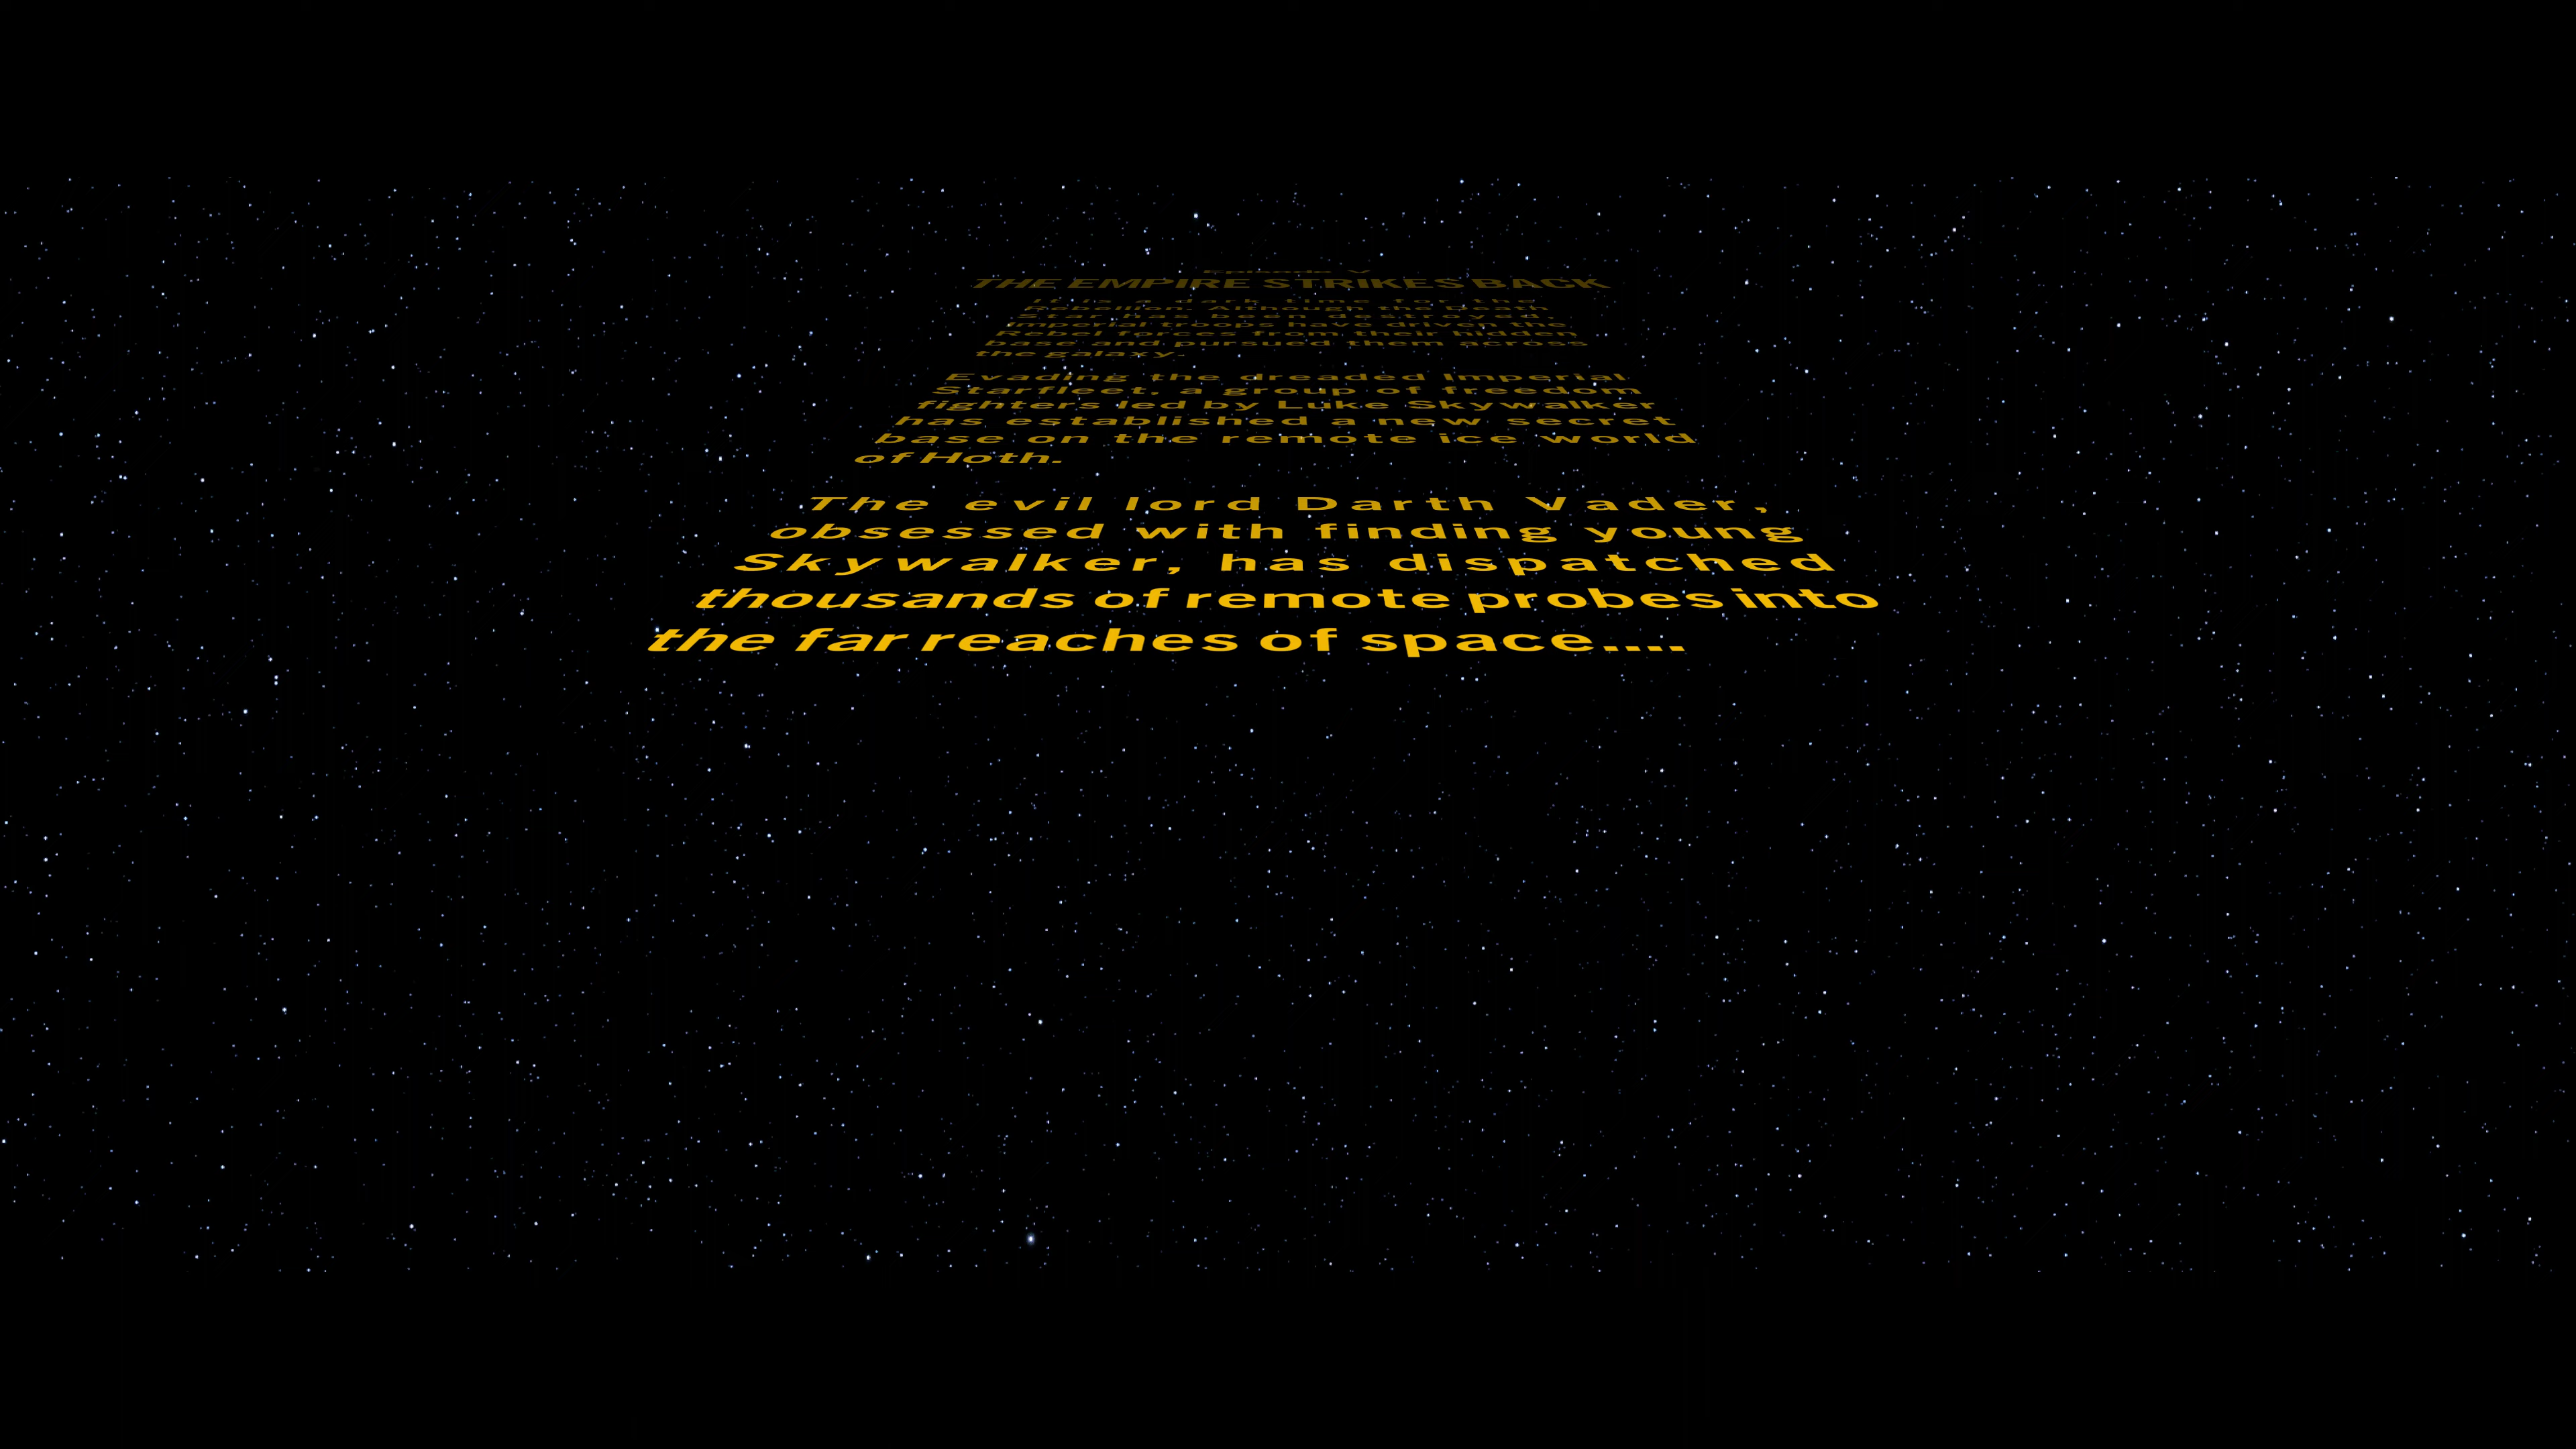 Episode V
THE EMPIRE STRIKES BACK
It is a dark time for the
Rebellion. Although the Death
Star has been destroyed,
Imperial troops have driven the
Rebel forces from their hidden
base and pursued them across
the galaxy.
Evading the dreaded Imperial
Starfleet, a group of freedom
fighters led by Luke Skywalker
has established a new secret
base on the remote ice world
of Hoth.
The evil lord Darth Vader,
obsessed with finding young
Skywalker, has dispatched
thousands of remote probes into
the far reaches of space....